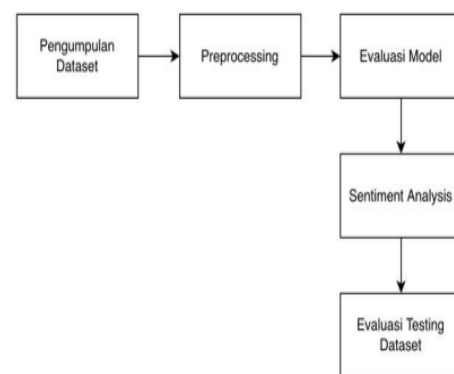 Pengumpulan
Dataset
Preprocessing
Evaluasi Model
Sentiment Analysis
Evaluasi Testing
Dataset